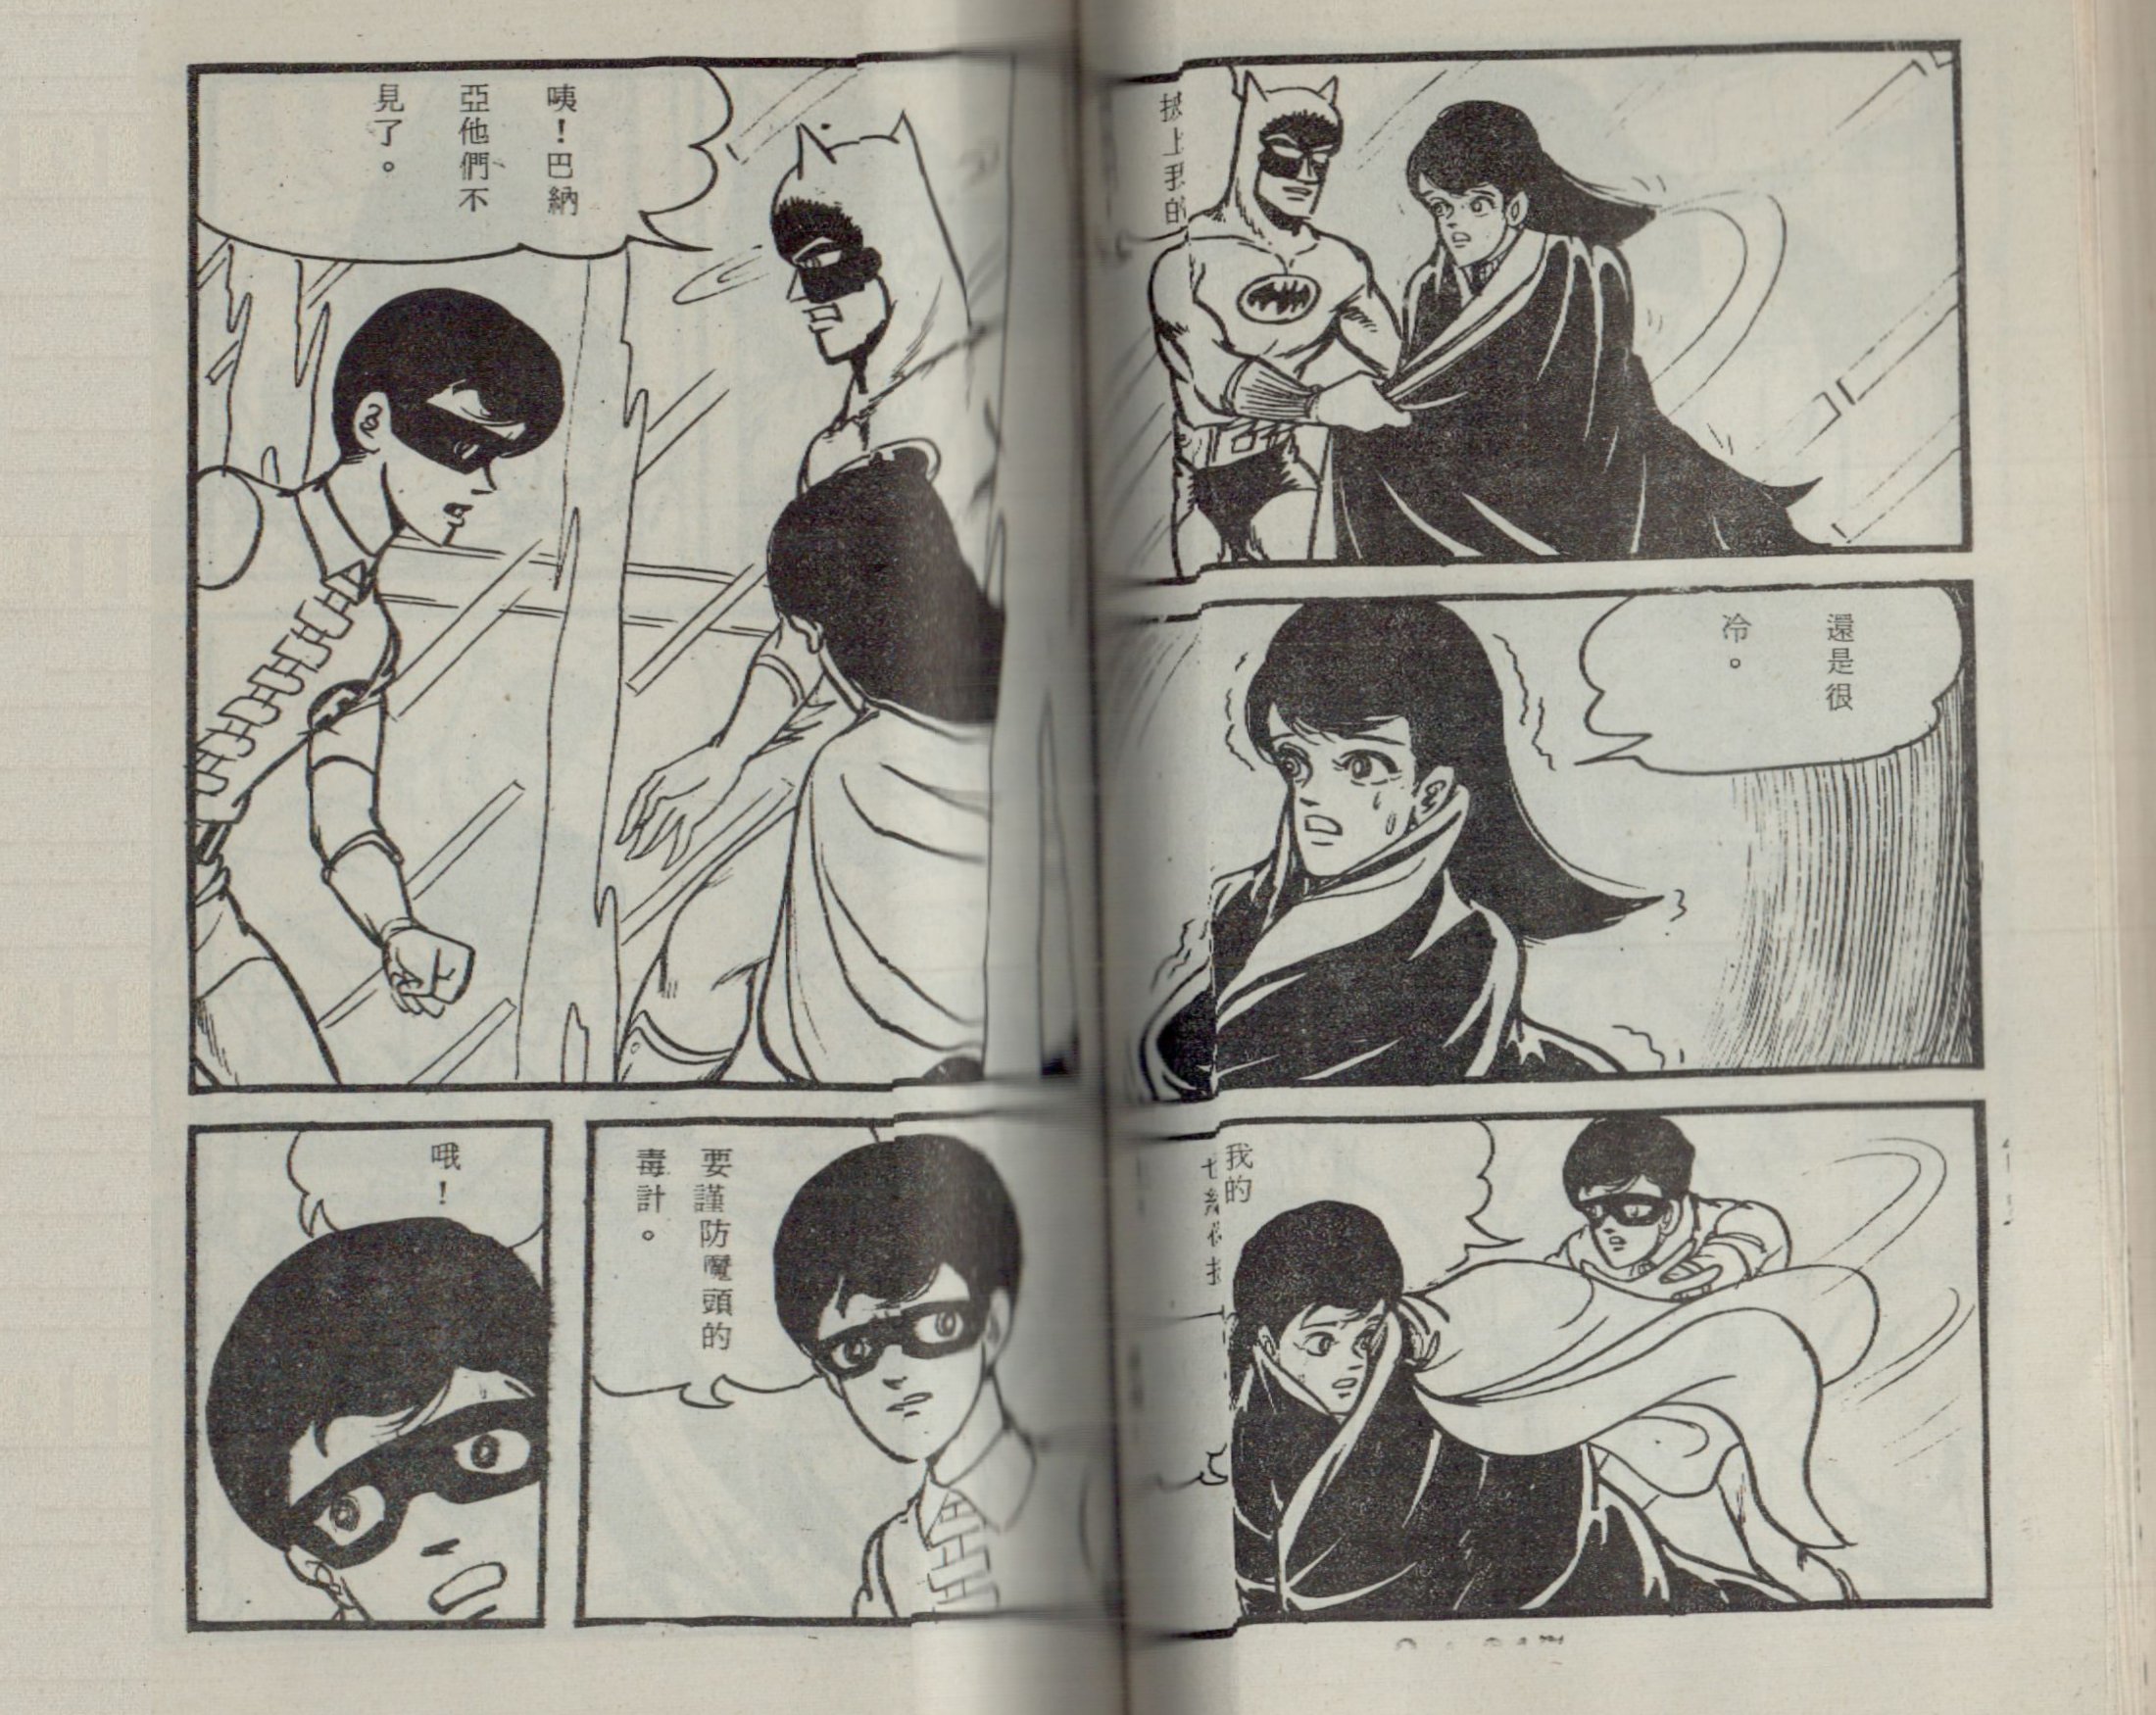 披上我的
還是很
冷。
我的
咦！巴納
亞他們不
見了。
要謹防魔頭的
毒計。
哦！